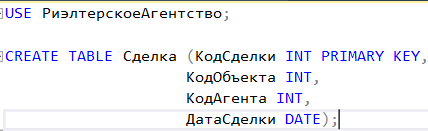 USE РиэлтерскоеАгентство;
CREATE TABLE Сделка (КодСделки INT PRIMARY KEY,
КодОбъекта INT,
КодАгента INT,
ДатаСделки DATE);